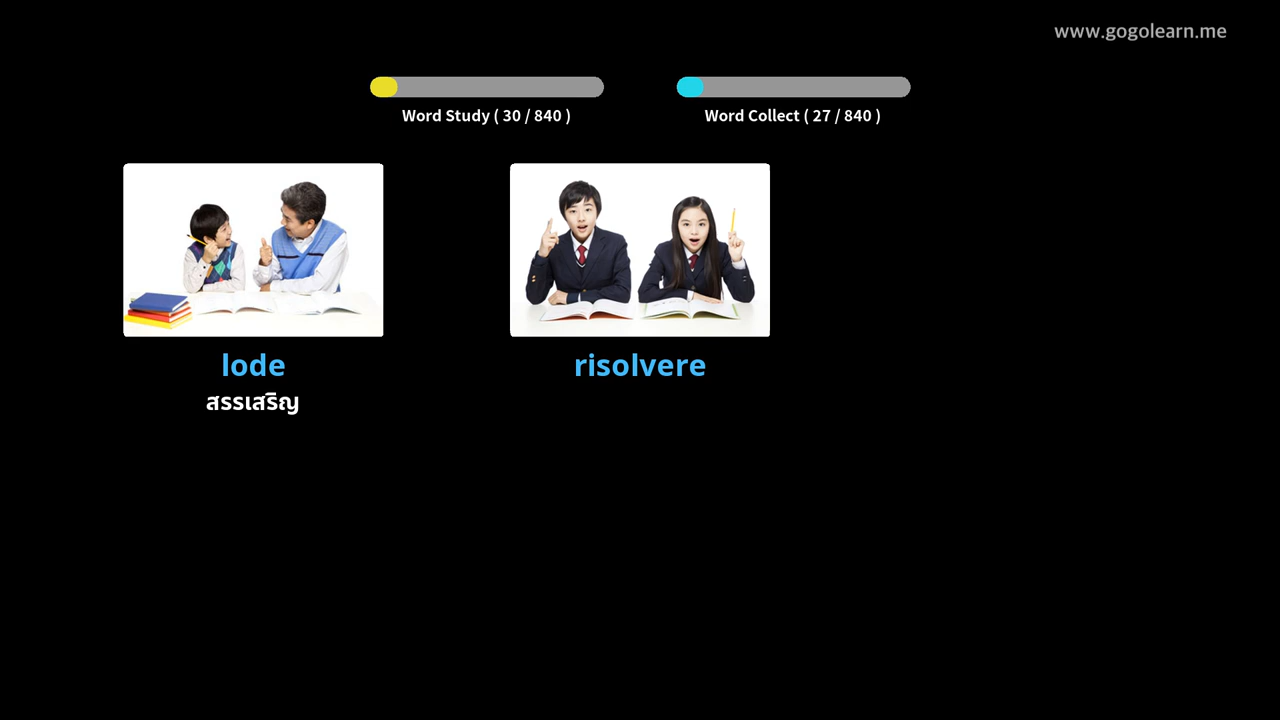 www.gogolearn.me
Word Study ( 30 / 840 )
Word Collect ( 27 / 840 )
lode
risolvere
สรรเสริญ